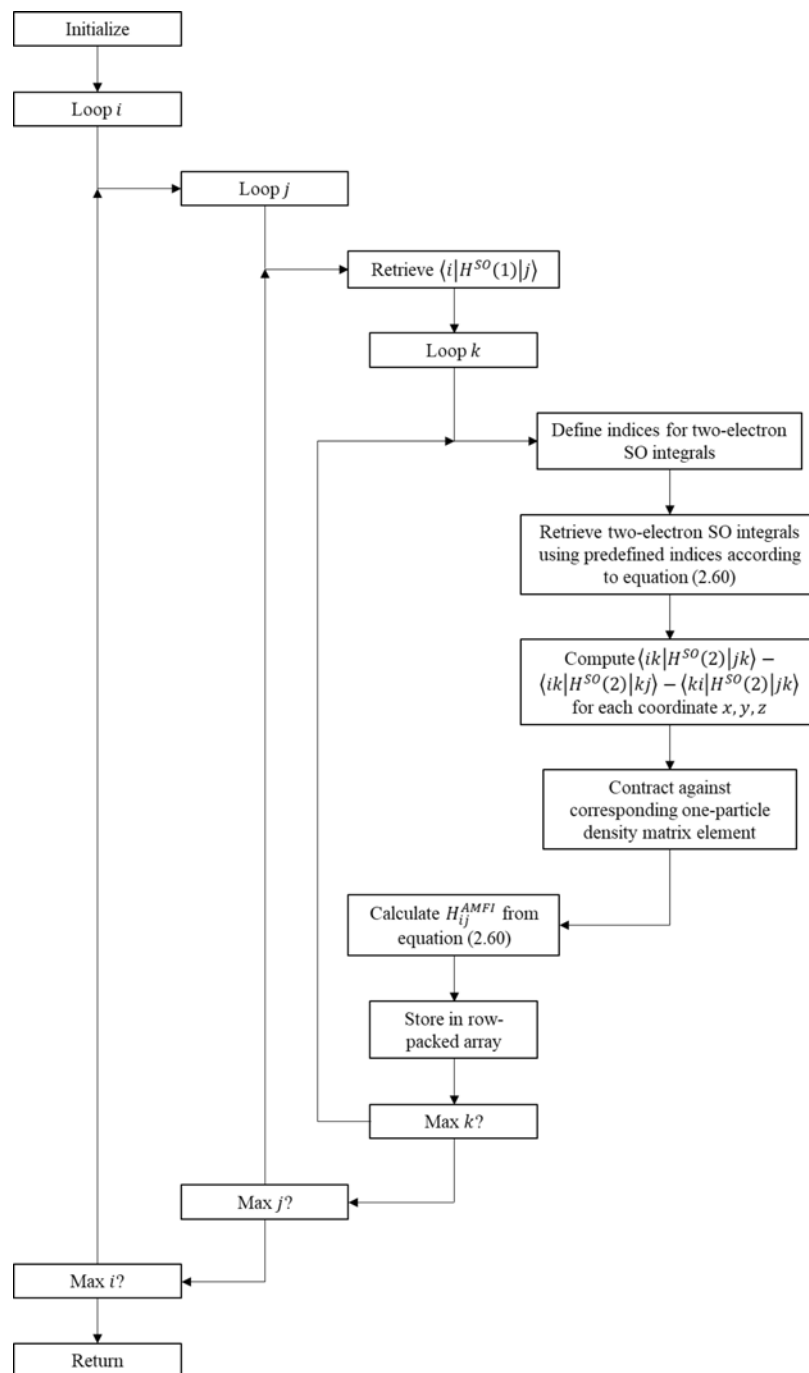 Initialize
Loop i
Loop j
Retrieve ⟨i|H^{SO}(1)|j⟩
Loop k
Define indices for two-electron
SO integrals
Retrieve two-electron SO integrals
using predefined indices according
to equation (2.60)
Compute ⟨ik|H^{SO}(2)|jk⟩ −
⟨ik|H^{SO}(2)|kj⟩ − ⟨ki|H^{SO}(2)|jk⟩
for each coordinate x, y, z
Contract against
corresponding one-particle
density matrix element
Calculate H_{ij}^{AMFI} from
equation (2.60)
Store in row-
packed array
Max k?
Max j?
Max i?
Return